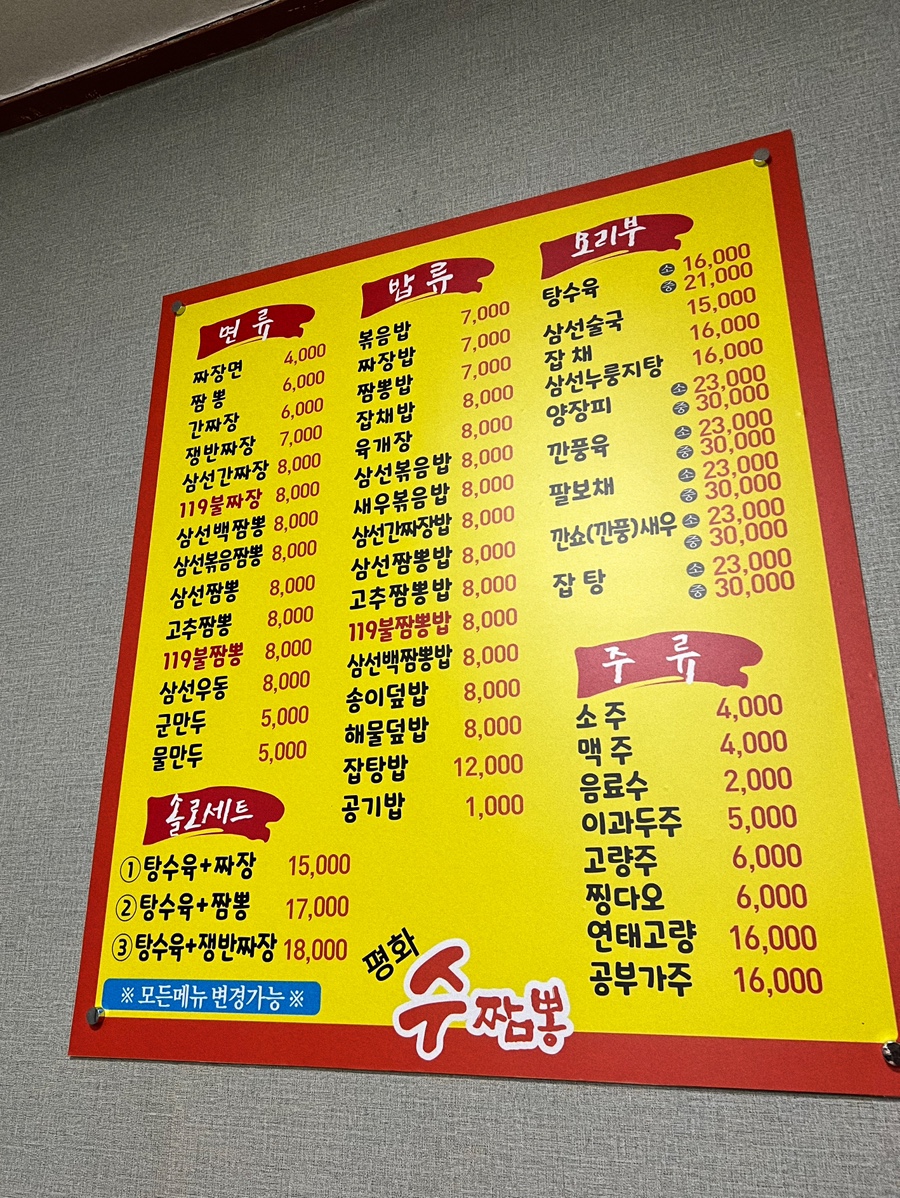 면 류
짜장면 4,000
짬 뽕 6,000
간짜장 6,000
쟁반짜장 7,000
삼선간짜장 8,000
119불짜장 8,000
삼선백짬뽕 8,000
삼선볶음짬뽕 8,000
삼선짬뽕 8,000
고추짬뽕 8,000
119불짬뽕 8,000
삼선우동 8,000
군만두 5,000
물만두 5,000
솔로세트
①탕수육+짜장 15,000
②탕수육+짬뽕 17,000
③탕수육+쟁반짜장 18,000
※ 모든메뉴 변경가능 ※
밥 류
볶음밥 7,000
짜장밥 7,000
짬뽕밥 7,000
잡채밥 8,000
육개장 8,000
삼선볶음밥 8,000
새우볶음밥 8,000
삼선간짜장밥 8,000
삼선짬뽕밥 8,000
고추짬뽕밥 8,000
119불짬뽕밥 8,000
삼선백짬뽕밥 8,000
송이덮밥 8,000
해물덮밥 8,000
잡탕밥 12,000
공기밥 1,000
요리부
탕수육 소 16,000
중 21,000
삼선술국 15,000
잡 채 16,000
삼선누룽지탕 16,000
양장피 소 23,000
중 30,000
깐풍육 소 23,000
중 30,000
팔보채 소 23,000
중 30,000
깐쇼(깐풍)새우 소 23,000
중 30,000
잡 탕 소 23,000
중 30,000
주 류
소 주 4,000
맥 주 4,000
음료수 2,000
이과두주 5,000
고량주 6,000
찡다오 6,000
연태고량 16,000
공부가주 16,000
평화
수짬뽕